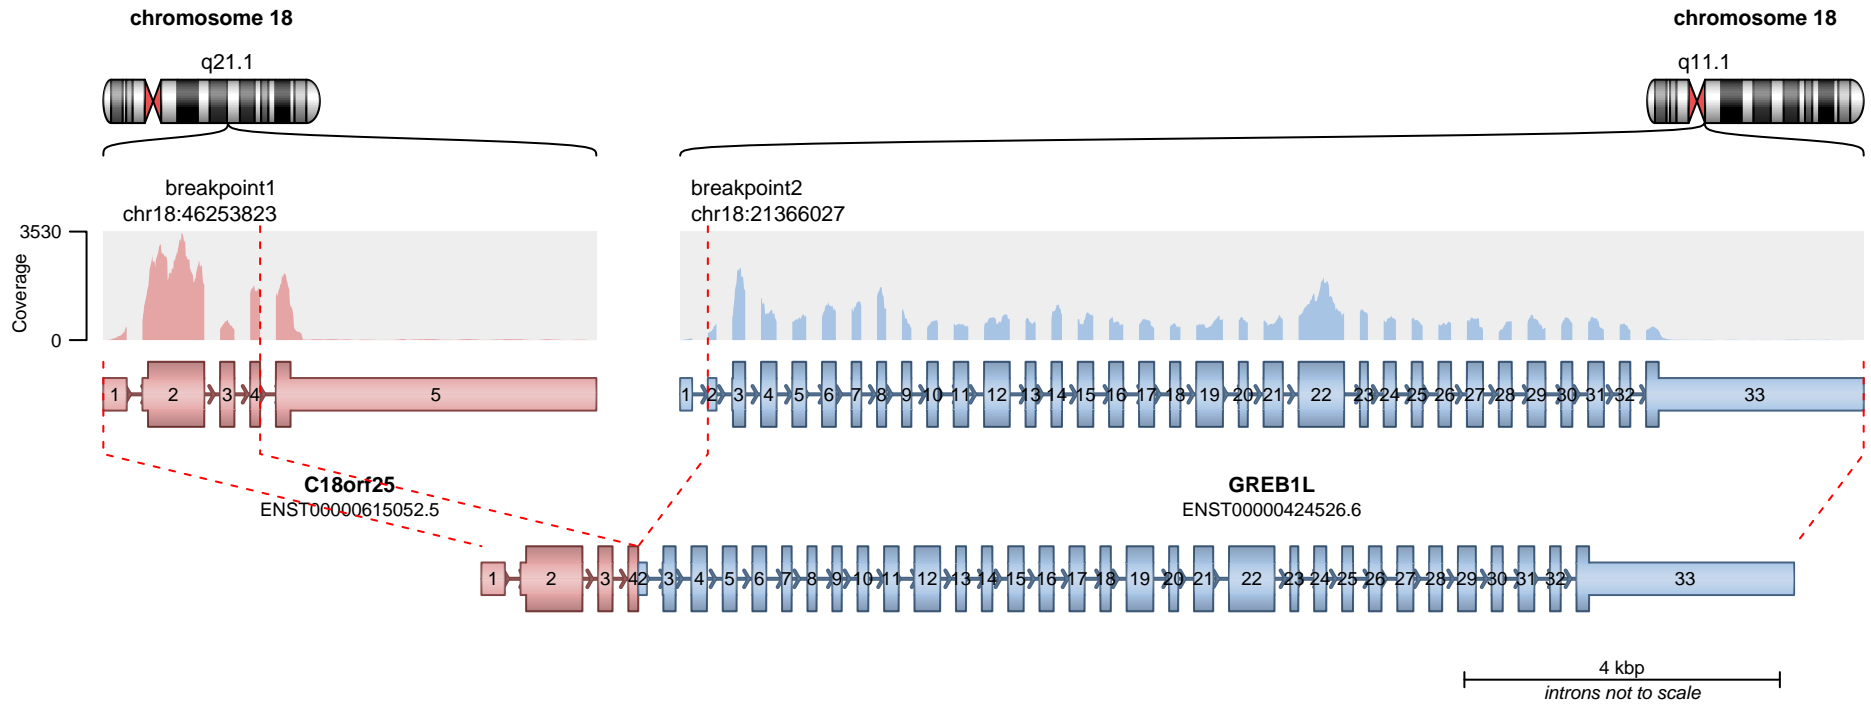 chromosome 18
chromosome 18
q21.1
q11.1
breakpoint1
chr18:46253823
breakpoint2
chr18:21366027
3530
Coverage
0
1 2 3 4 5
1 2 3 4 5 6 7 8 9 10 11 12 13 14 15 16 17 18 19 20 21 22 23 24 25 26 27 28 29 30 31 32 33
C18orf25
ENST00000615052.5
GREB1L
ENST00000424526.6
1 2 3 4 2 3 4 5 6 7 8 9 10 11 12 13 14 15 16 17 18 19 20 21 22 23 24 25 26 27 28 29 30 31 32 33
4 kbp
introns not to scale